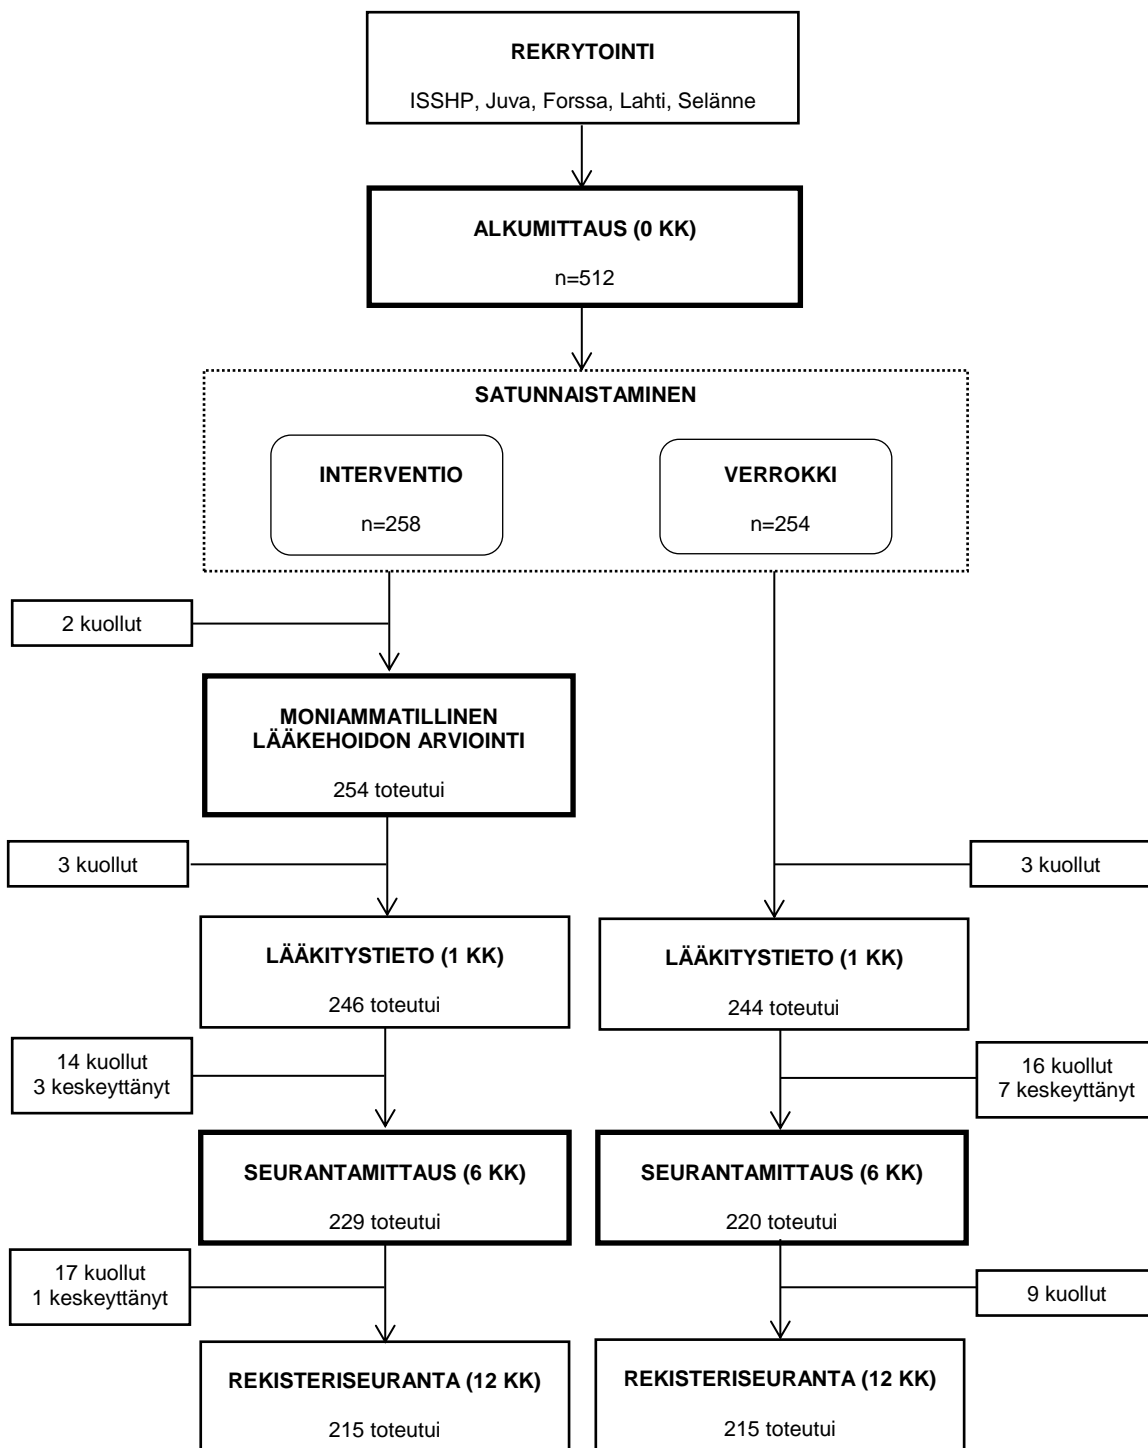 REKRYTOINTI
ISSHP, Juva, Forssa, Lahti, Selänne
ALKUMITTAUS (0 KK)
n=512
SATUNNAISTAMINEN
INTERVENTIO
n=258
VERROKKI
n=254
2 kuollut
MONIAMMATILLINEN
LÄÄKEHOIDON ARVIOINTI
254 toteutui
3 kuollut
3 kuollut
LÄÄKITYSTIETO (1 KK)
246 toteutui
LÄÄKITYSTIETO (1 KK)
244 toteutui
14 kuollut
3 keskeyttänyt
16 kuollut
7 keskeyttänyt
SEURANTAMITTAUS (6 KK)
229 toteutui
SEURANTAMITTAUS (6 KK)
220 toteutui
17 kuollut
1 keskeyttänyt
9 kuollut
REKISTERISEURANTA (12 KK)
215 toteutui
REKISTERISEURANTA (12 KK)
215 toteutui